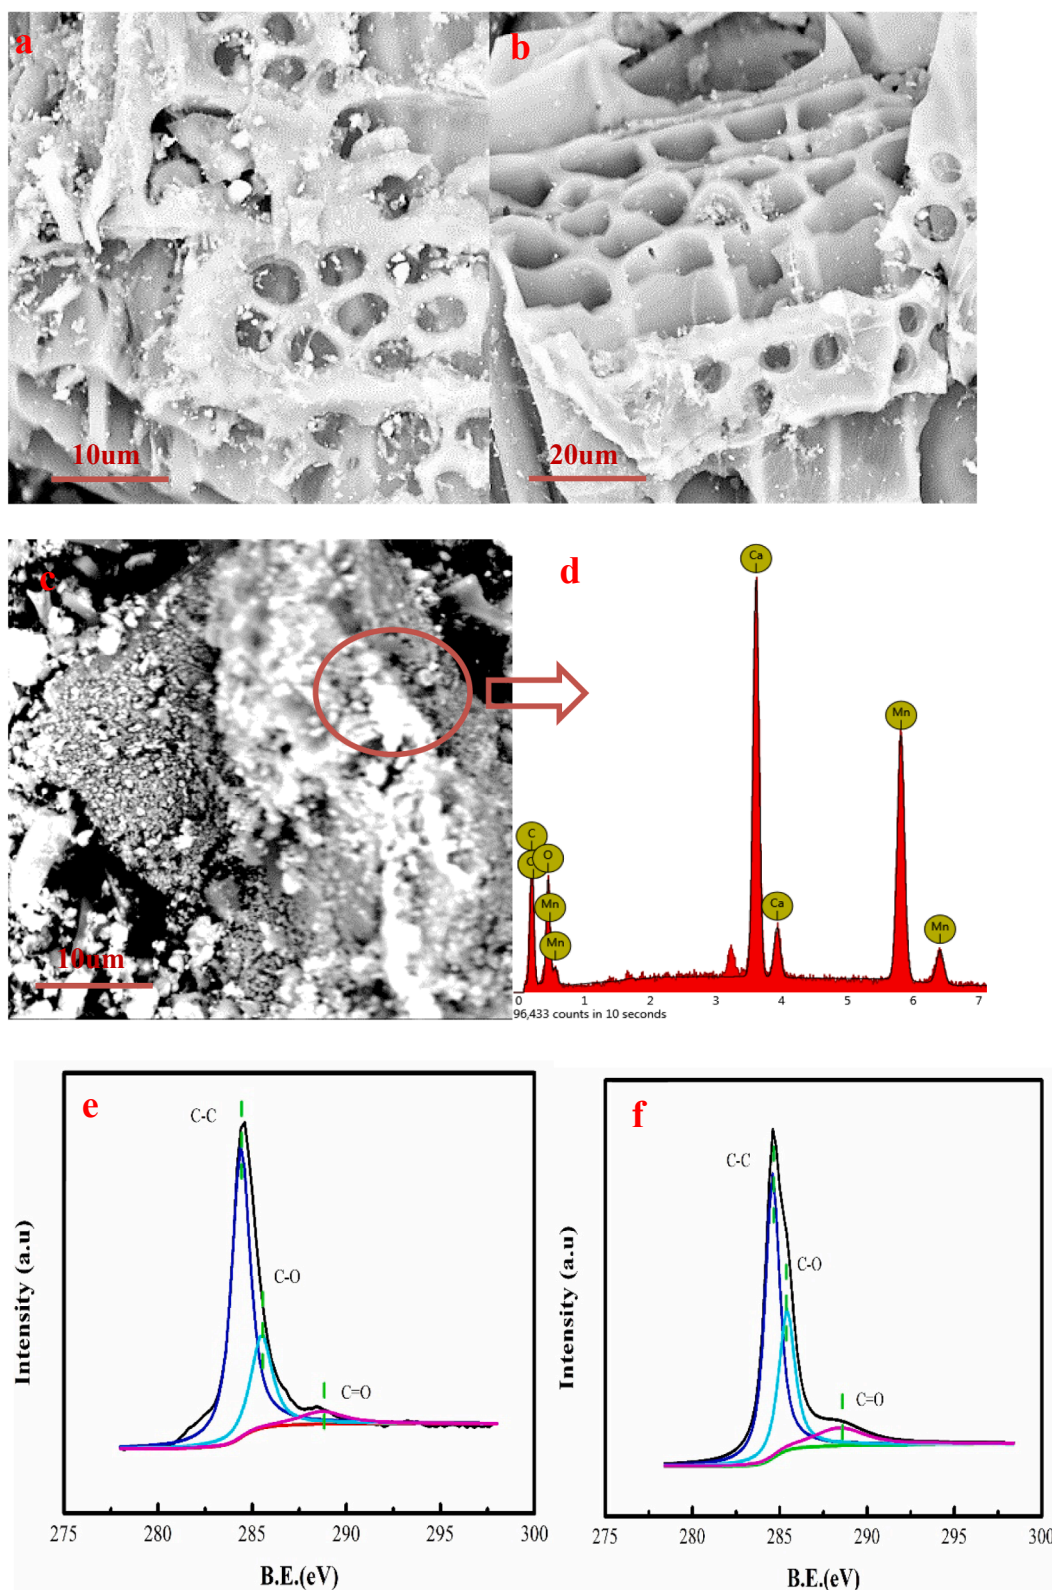 a
b
10um
20um
c
d
10um
Ca
Mn
C
O
Mn
Mn
Ca
Mn
0 1 2 3 4 5 6 7
96,433 counts in 10 seconds
e
C-C
C-O
C=O
Intensity (a.u)
275 280 285 290 295 300
B.E.(eV)
f
C-C
C-O
C=O
Intensity (a.u)
275 280 285 290 295 300
B.E.(eV)